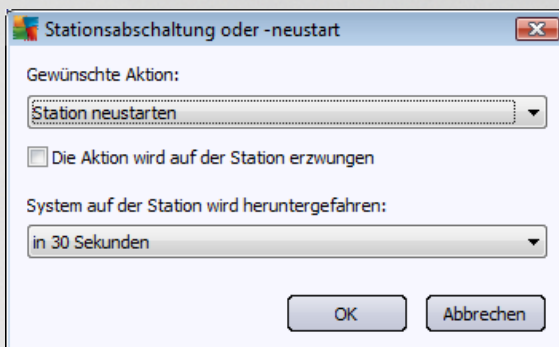 Stationsabschaltung oder -neustart
Gewünschte Aktion:
Station neustarten
Die Aktion wird auf der Station erzwungen
System auf der Station wird heruntergefahren:
in 30 Sekunden
OK Abbrechen